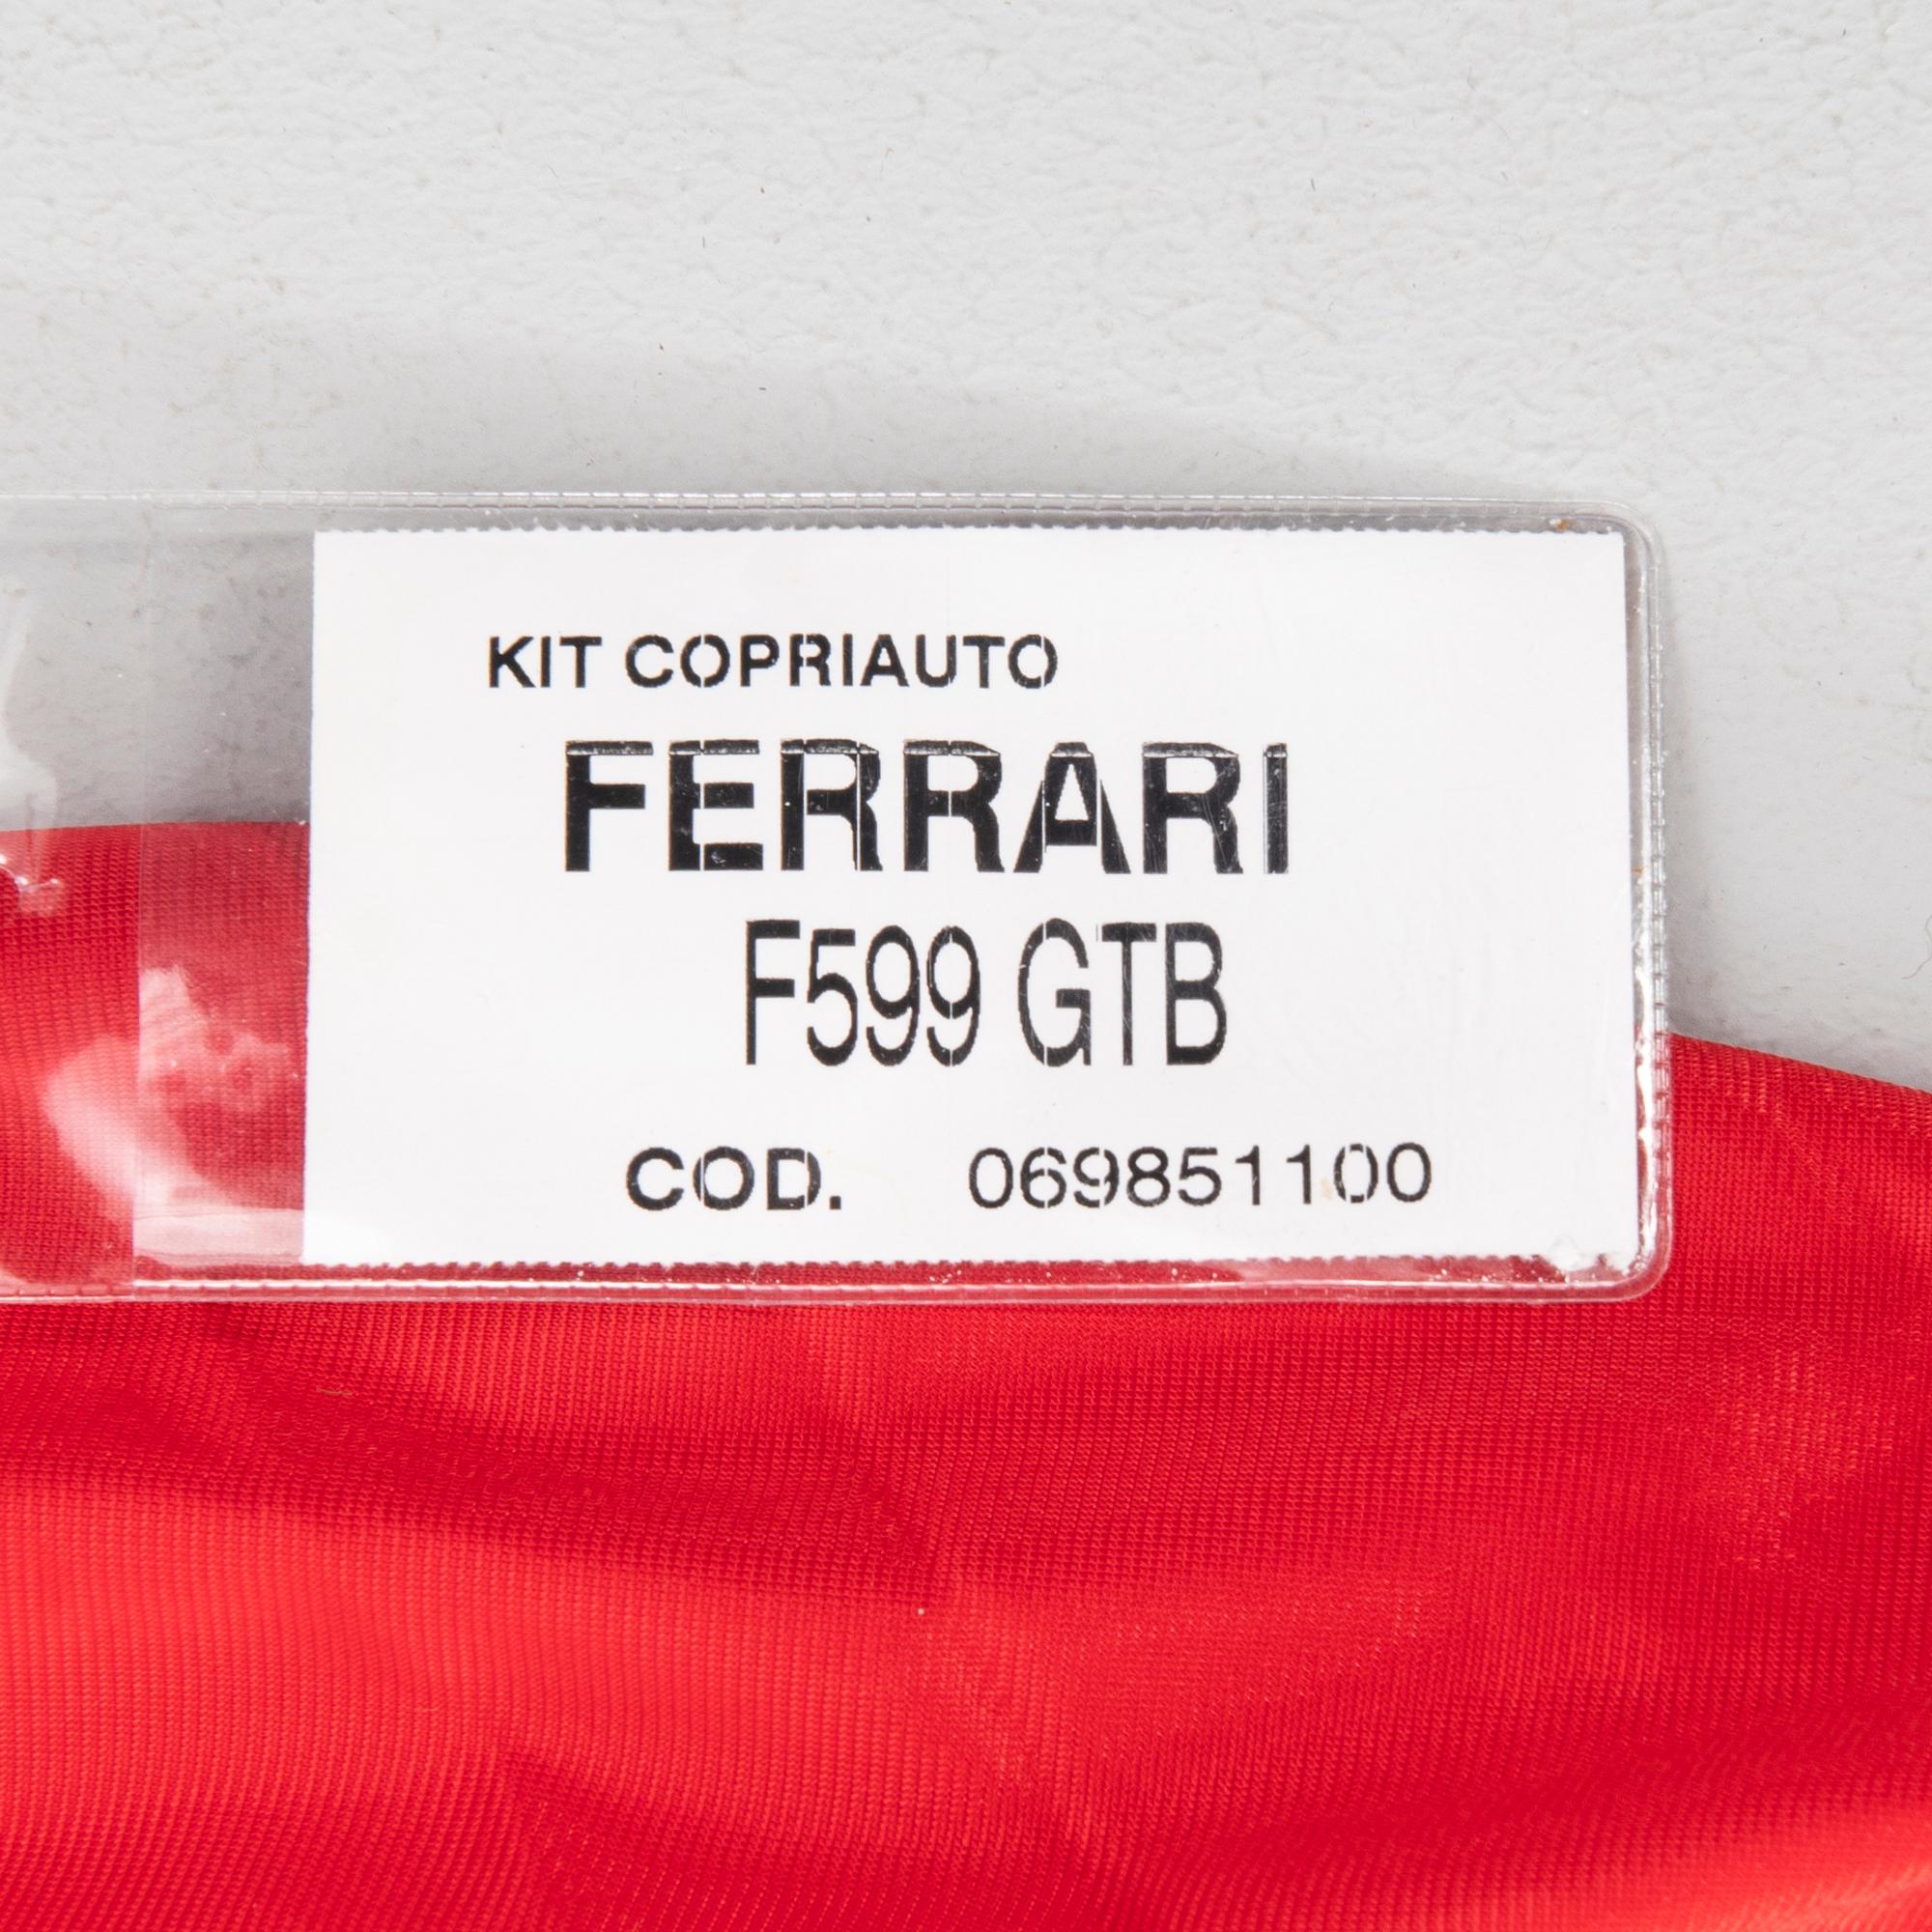 KIT COPRIAUTO
FERRARI
F599 GTB
COD. 069851100